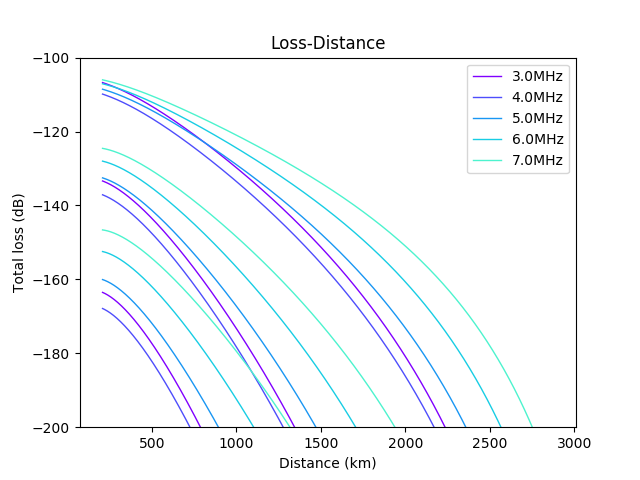 Loss-Distance
−100
−120
−140
−160
−180
−200
Total loss (dB)
3.0MHz
4.0MHz
5.0MHz
6.0MHz
7.0MHz
500
1000
1500
2000
2500
3000
Distance (km)